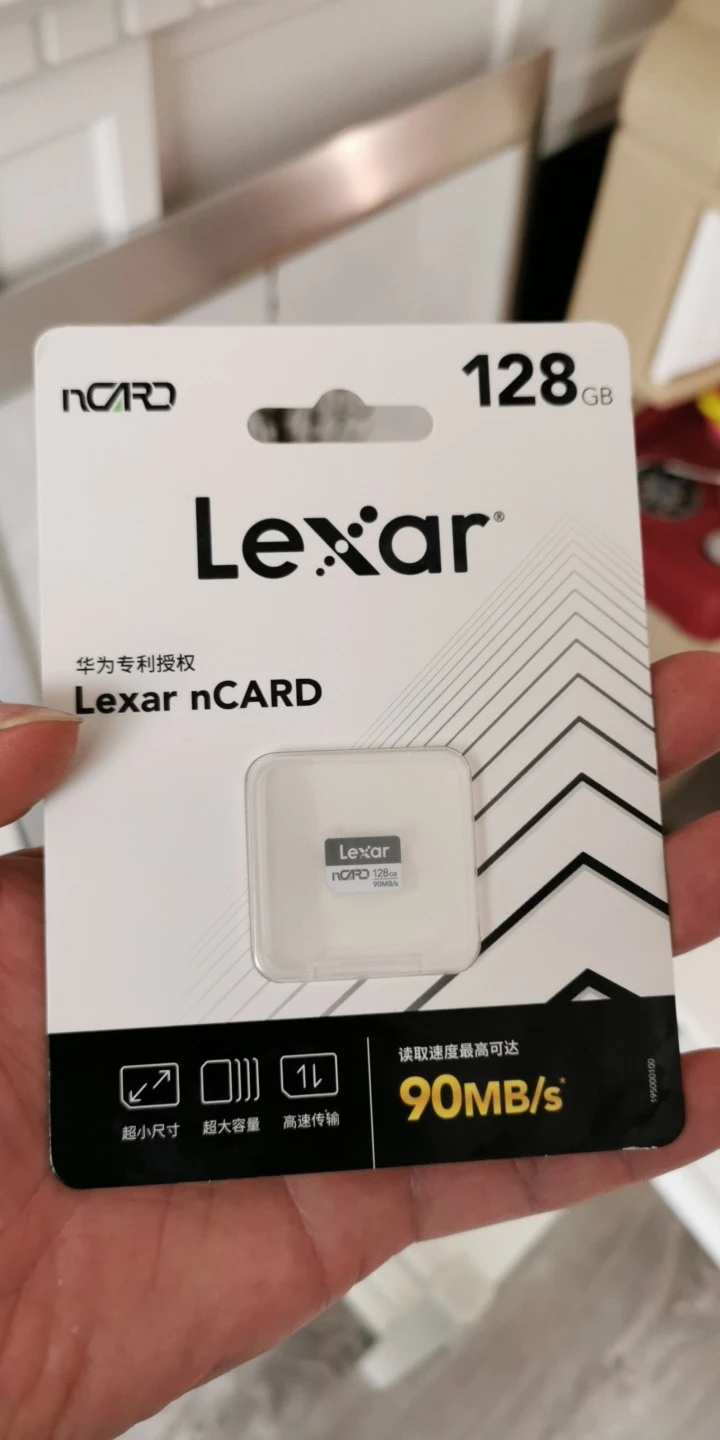 nCARD
128GB
Lexar®
华为专利授权
Lexar nCARD
Lexar
nCARD 128GB
90MB/s
超小尺寸
超大容量
高速传输
读取速度最高可达
90MB/s*
195000100